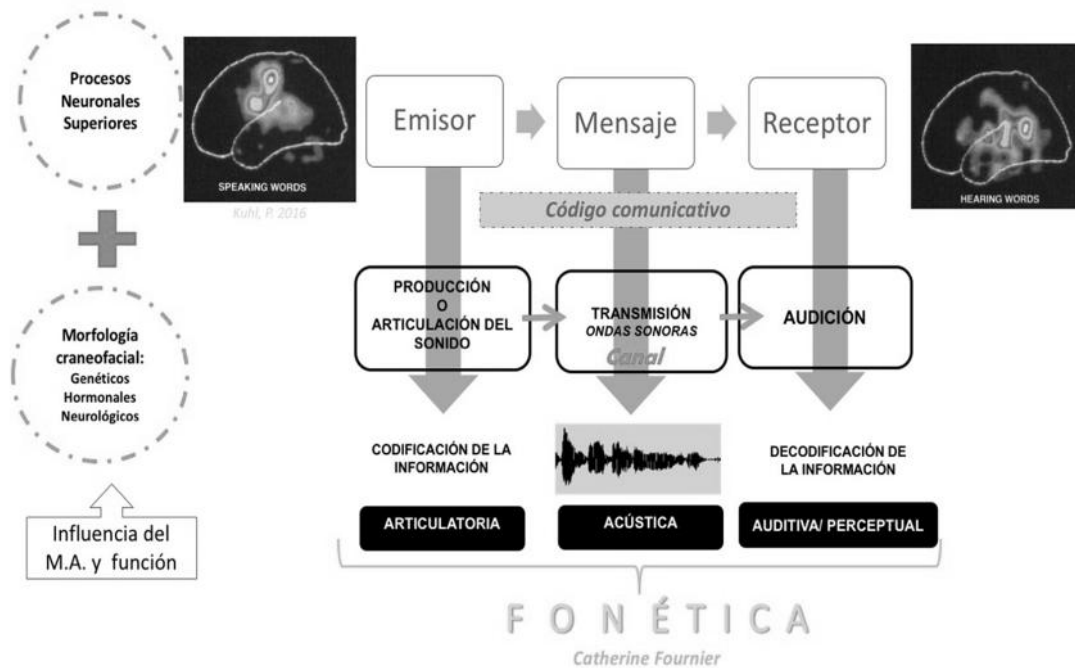 Procesos
Neuronales
Superiores
SPEAKING WORDS
Kuhl, P. 2016
Emisor
Mensaje
Receptor
HEARING WORDS
Código comunicativo
Morfología
craneofacial:
Genéticos
Hormonales
Neurológicos
PRODUCCIÓN
O
ARTICULACIÓN DEL
SONIDO
TRANSMISIÓN
ONDAS SONORAS
Canal
AUDICIÓN
CODIFICACIÓN DE LA
INFORMACIÓN
DECODIFICACIÓN DE
LA INFORMACIÓN
Influencia del
M.A. y función
ARTICULATORIA
ACÚSTICA
AUDITIVA/ PERCEPTUAL
FONÉTICA
Catherine Fournier